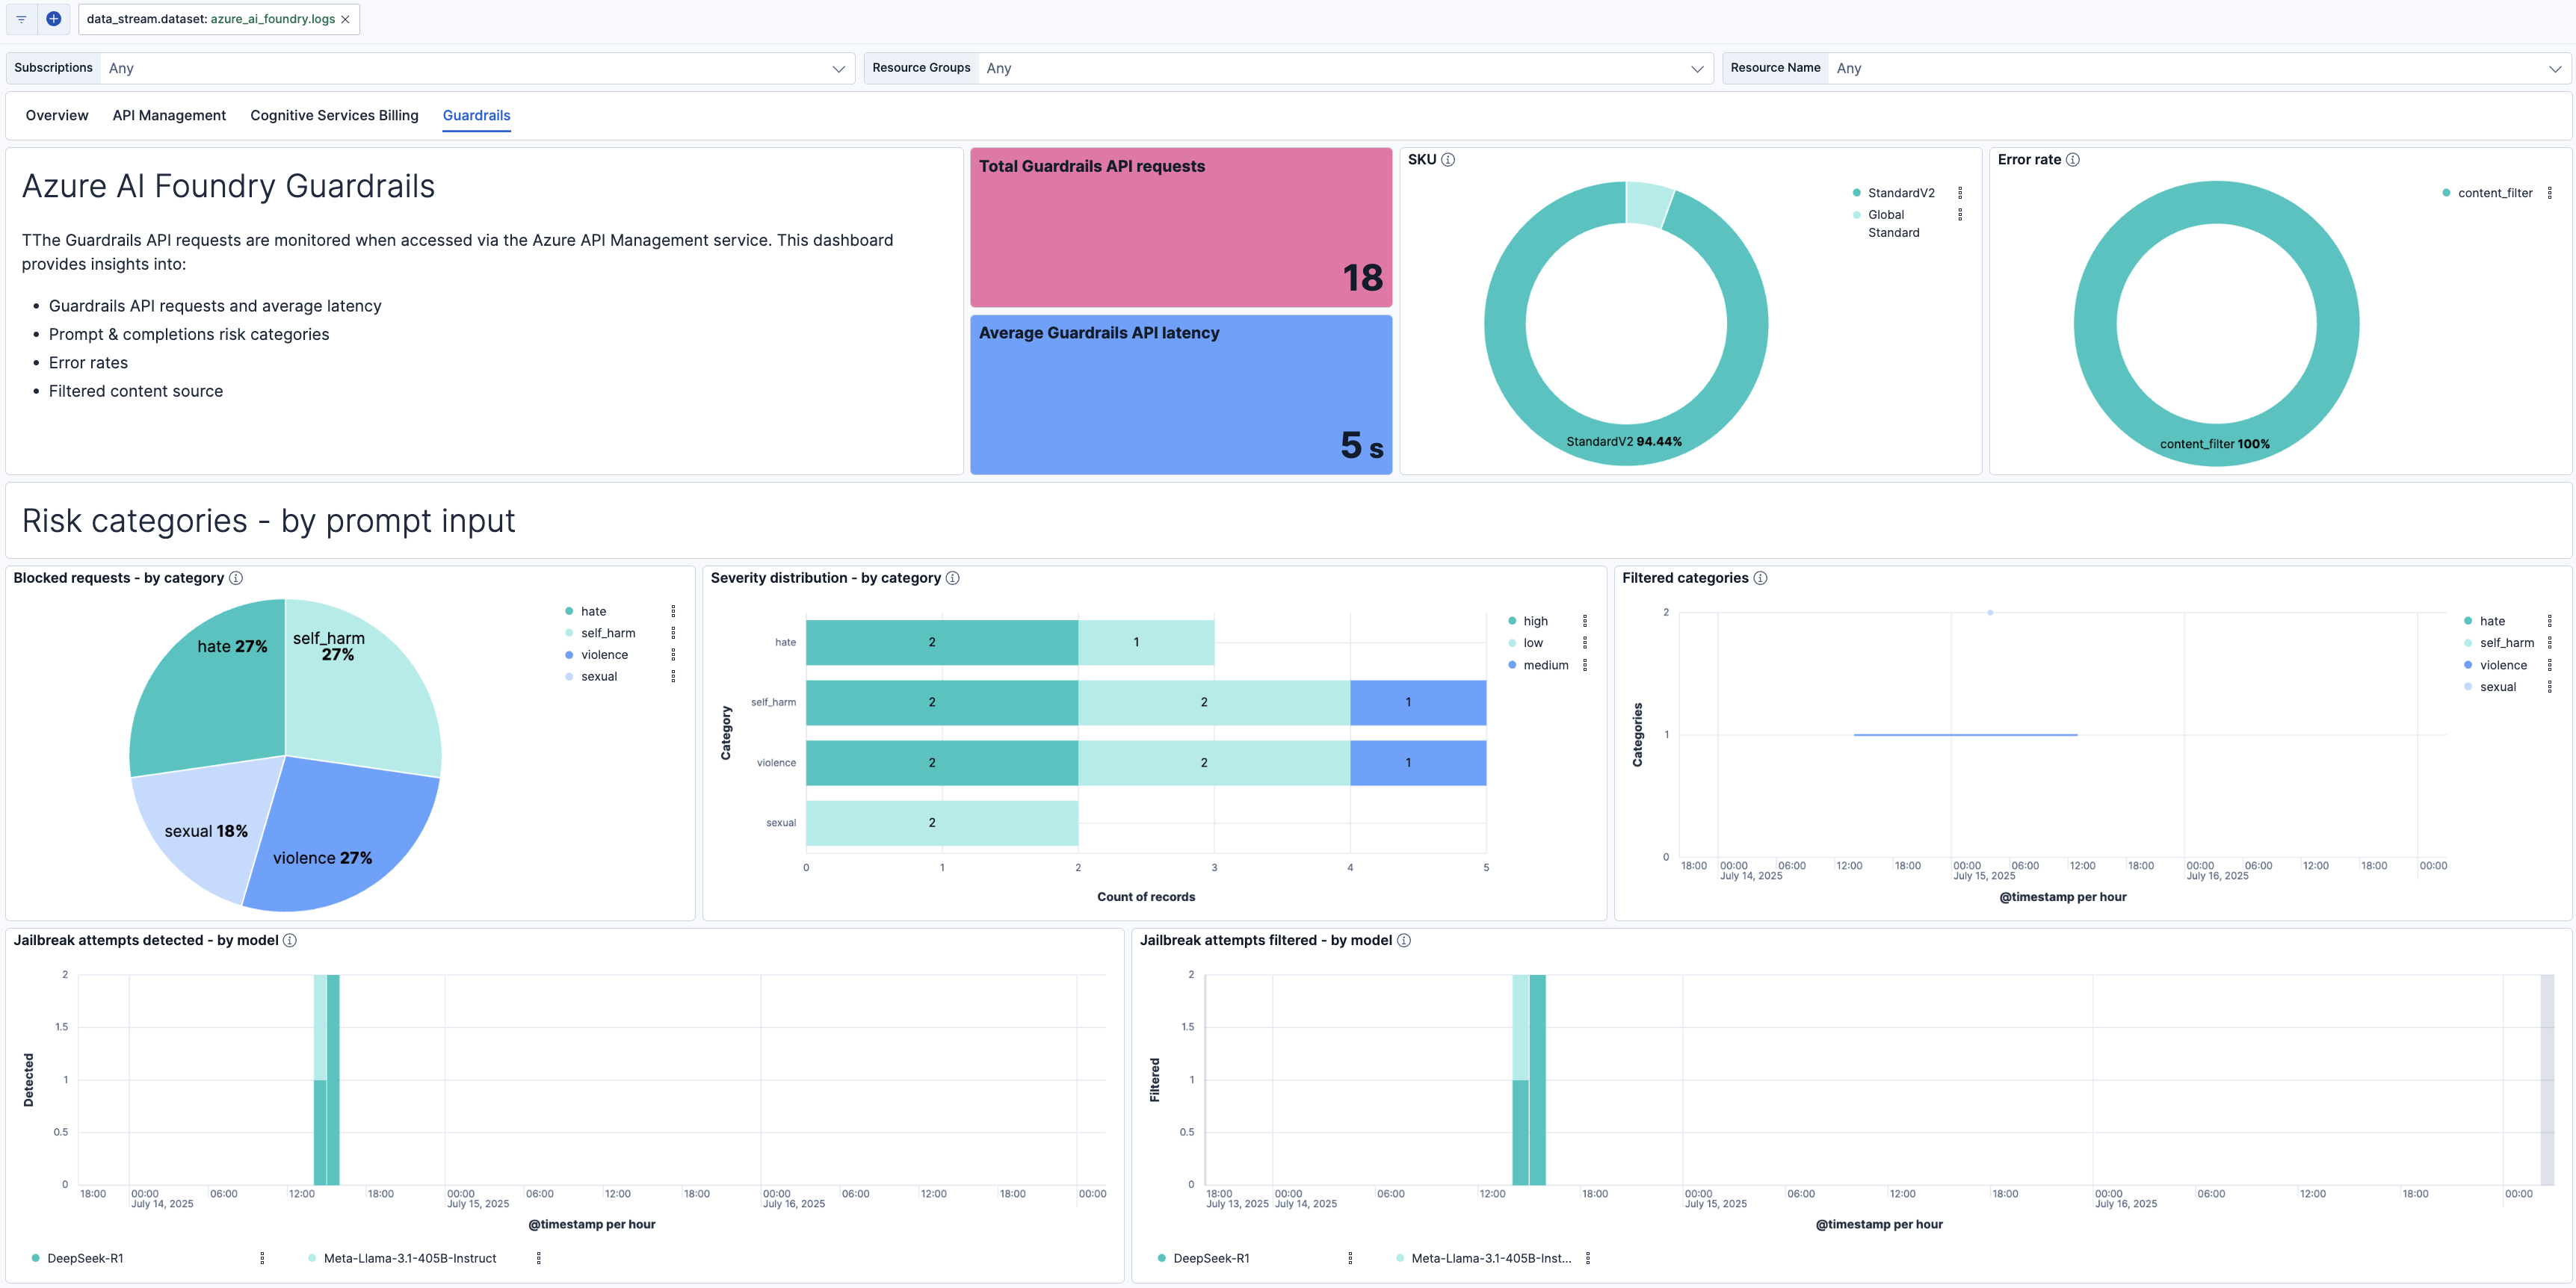 data_stream.dataset: azure_ai_foundry.logs
Subscriptions Any
Resource Groups Any
Resource Name Any
Overview API Management Cognitive Services Billing Guardrails
Azure AI Foundry Guardrails
TThe Guardrails API requests are monitored when accessed via the Azure API Management service. This dashboard
provides insights into:
• Guardrails API requests and average latency
• Prompt & completions risk categories
• Error rates
• Filtered content source
Total Guardrails API requests
18
Average Guardrails API latency
5 s
SKU
StandardV2
Global
Standard
StandardV2 94.44%
Error rate
content_filter
content_filter 100%
Risk categories - by prompt input
Blocked requests - by category
hate 27%
self_harm
27%
sexual 18%
violence 27%
hate
self_harm
violence
sexual
Severity distribution - by category
Category
hate 2 1
self_harm 2 2 1
violence 2 2 1
sexual 2
0 1 2 3 4 5
Count of records
high
low
medium
Filtered categories
Categories
2
1
0
18:00 00:00 06:00 12:00 18:00 00:00 06:00 12:00 18:00 00:00 06:00 12:00 18:00 00:00
July 14, 2025 July 15, 2025 July 16, 2025
@timestamp per hour
hate
self_harm
violence
sexual
Jailbreak attempts detected - by model
Detected
2
1.5
1
0.5
0
18:00 00:00 06:00 12:00 18:00 00:00 06:00 12:00 18:00 00:00 06:00 12:00 18:00 00:00
July 14, 2025 July 15, 2025 July 16, 2025
@timestamp per hour
DeepSeek-R1 Meta-Llama-3.1-405B-Instruct
Jailbreak attempts filtered - by model
Filtered
2
1.5
1
0.5
0
18:00 00:00 06:00 12:00 18:00 00:00 06:00 12:00 18:00 00:00 06:00 12:00 18:00 00:00
July 13, 2025 July 14, 2025 July 15, 2025 July 16, 2025
@timestamp per hour
DeepSeek-R1 Meta-Llama-3.1-405B-Inst...